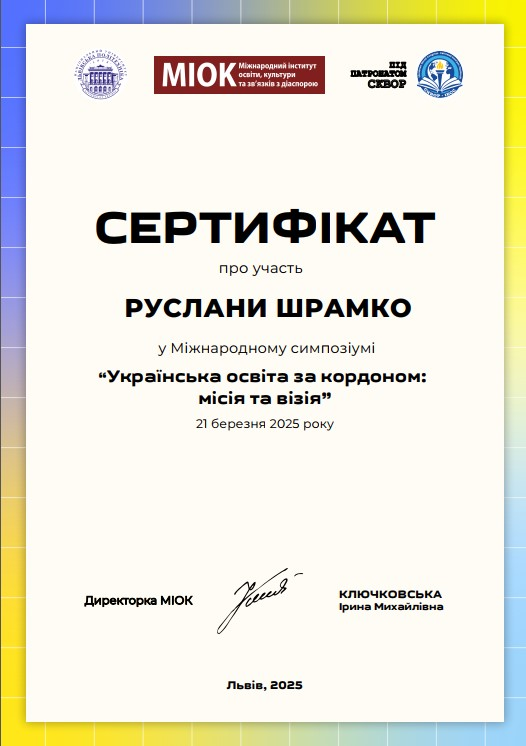 МІОК
Міжнародний інститут
освіти, культури
та зв'язків з діаспорою
ПІД
ПАТРОНАТОМ
СКВОР
СЕРТИФІКАТ
про участь
РУСЛАНИ ШРАМКО
у Міжнародному симпозіумі
“Українська освіта за кордоном:
місія та візія”
21 березня 2025 року
Директорка МІОК
КЛЮЧКОВСЬКА
Ірина Михайлівна
Львів, 2025